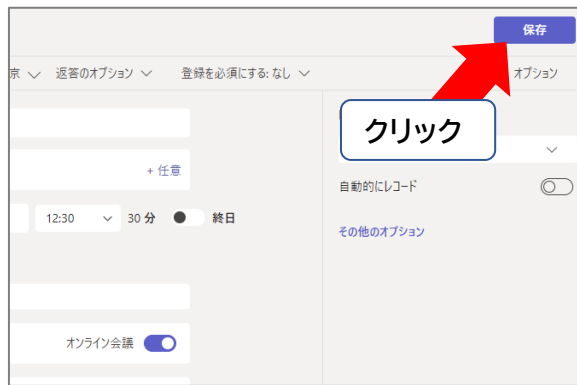 保存
京 返答のオプション 登録を必須にする: なし オプション
クリック
+ 任意
自動的にレコード
12:30 30 分 終日
その他のオプション
オンライン会議